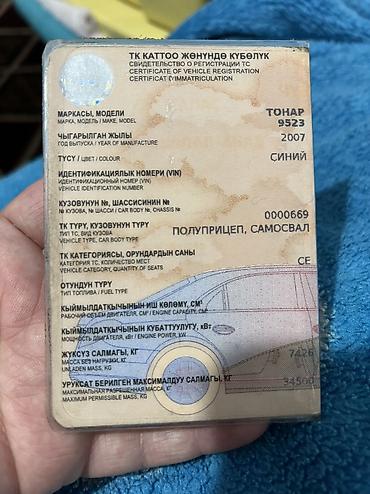 ТК КАТТОО ЖӨНҮНДӨ КҮБӨЛҮК
СВИДЕТЕЛЬСТВО О РЕГИСТРАЦИИ ТС
CERTIFICATE OF VEHICLE REGISTRATION
CERTIFICAT D'IMMATRICULATION
МАРКАСЫ, МОДЕЛИ ТОНАР
МАРКА, МОДЕЛЬ / MAKE, MODEL 9523
ЧЫГАРЫЛГАН ЖЫЛЫ 2007
ГОД ВЫПУСКА / YEAR OF MANUFACTURE
ТҮСҮ / ЦВЕТ / COLOUR СИНИЙ
ИДЕНТИФИКАЦИЯЛЫК НОМЕРИ (VIN)
ИДЕНТИФИКАЦИОННЫЙ НОМЕР (VIN)
VEHICLE IDENTIFICATION NUMBER
КУЗОВУНУН №, ШАССИСИНИН № 0000669
№ КУЗОВА, № ШАССИ / CAR BODY №, CHASSIS №
ТК ТҮРҮ, КУЗОВУНУН ТҮРҮ ПОЛУПРИЦЕП, САМОСВАЛ
ТИП ТС, ВИД КУЗОВА
VEHICLE TYPE, CAR BODY TYPE
ТК КАТЕГОРИЯСЫ, ОРУНДАРДЫН САНЫ CE
КАТЕГОРИЯ ТС, КОЛИЧЕСТВО МЕСТ
VEHICLE CATEGORY, QUANTITY OF SEATS
ОТУНДУН ТҮРҮ
ТИП ТОПЛИВА / FUEL TYPE
КЫЙМЫЛДАТКЫЧЫНЫН ИШ КӨЛӨМҮ, СМ³
РАБОЧИЙ ОБЪЕМ ДВИГАТЕЛЯ, СМ³ / ENGINE CAPACITY, СМ³
КЫЙМЫЛДАТКЫЧЫНЫН КУБАТТУУЛУГУ, кВт
МОЩНОСТЬ ДВИГАТЕЛЯ, кВт / ENGINE POWER, kW
ЖҮКСҮЗ САЛМАГЫ, КГ 7426
МАССА БЕЗ НАГРУЗКИ, КГ
UNLADEN MASS, KG
УРУКСАТ БЕРИЛГЕН МАКСИМАЛДУУ САЛМАГЫ, КГ 34500
МАКСИМАЛЬНАЯ РАЗРЕШЕННАЯ МАССА, КГ
MAXIMUM PERMISSIBLE MASS, KG